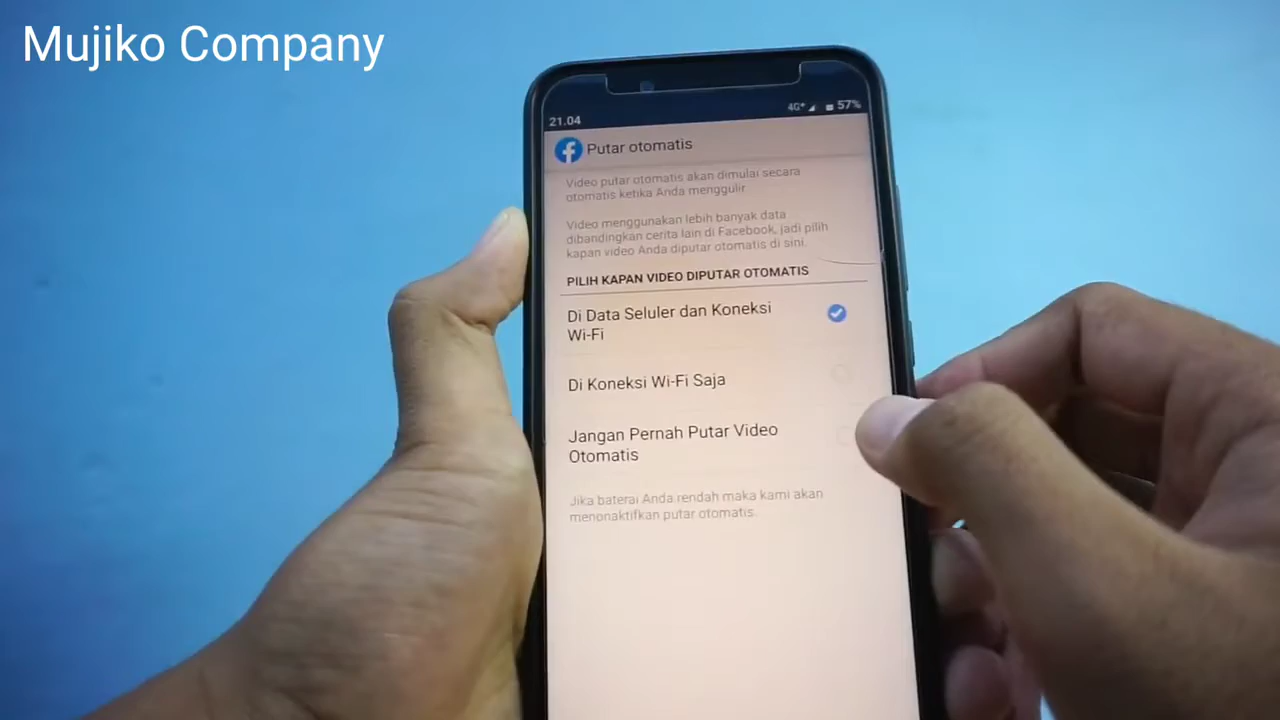 Mujiko Company
21.04
4G+
57%
Putar otomatis
Video putar otomatis akan dimulai secara
otomatis ketika Anda menggulir
Video menggunakan lebih banyak data
dibandingkan cerita lain di Facebook, jadi pilih
kapan video Anda diputar otomatis di sini.
PILIH KAPAN VIDEO DIPUTAR OTOMATIS
Di Data Seluler dan Koneksi
Wi-Fi
Di Koneksi Wi-Fi Saja
Jangan Pernah Putar Video
Otomatis
Jika baterai Anda rendah maka kami akan
menonaktifkan putar otomatis.